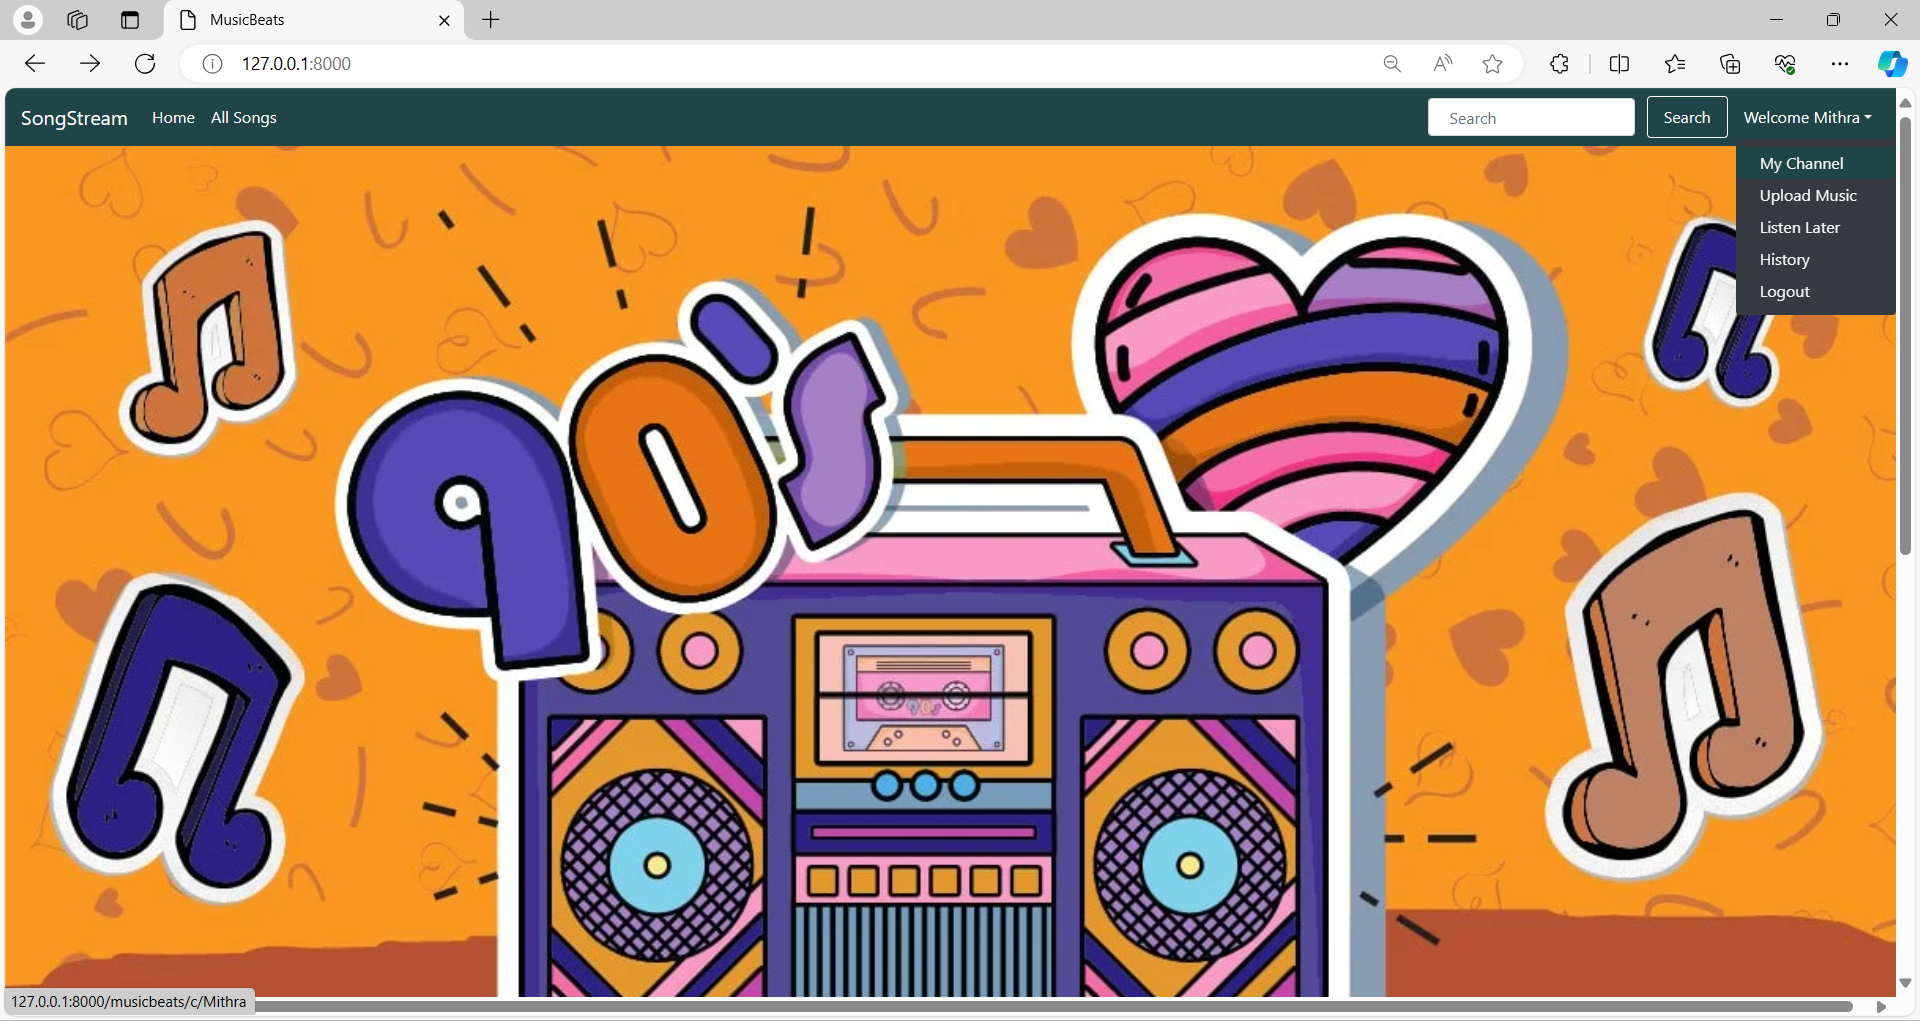 MusicBeats
127.0.0.1:8000
SongStream Home All Songs Search Search Welcome Mithra
My Channel
Upload Music
Listen Later
History
Logout
90's
90s
127.0.0.1:8000/musicbeats/c/Mithra